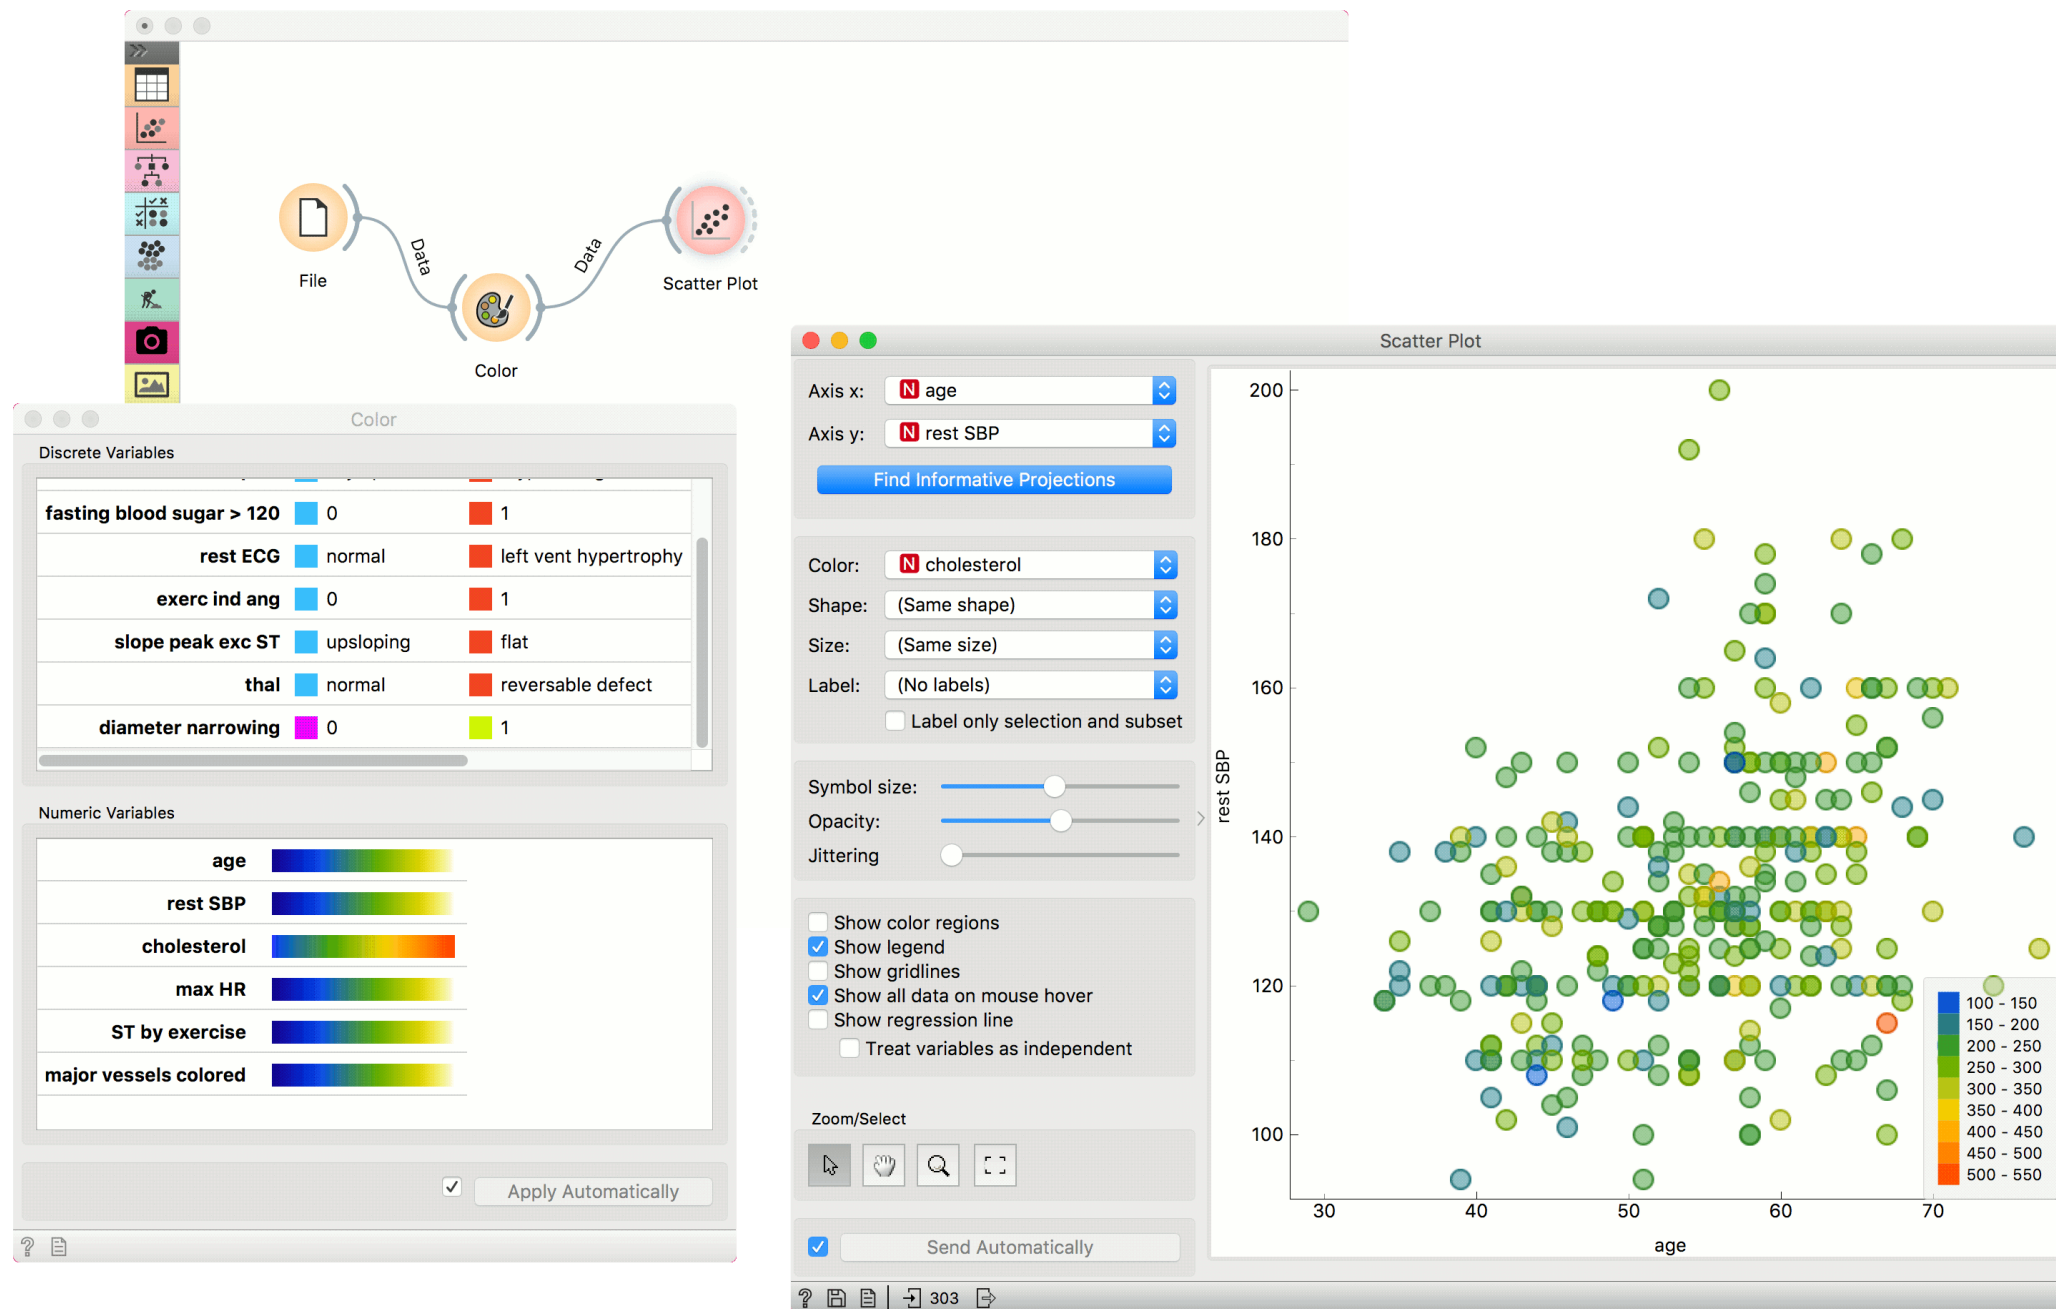 Data
Data
File
Scatter Plot
Color
Color
Discrete Variables
fasting blood sugar > 120 0 1
rest ECG normal left vent hypertrophy
exerc ind ang 0 1
slope peak exc ST upsloping flat
thal normal reversable defect
diameter narrowing 0 1
Numeric Variables
age
rest SBP
cholesterol
max HR
ST by exercise
major vessels colored
Apply Automatically
?
Scatter Plot
Axis x: N age
Axis y: N rest SBP
Find Informative Projections
Color: N cholesterol
Shape: (Same shape)
Size: (Same size)
Label: (No labels)
Label only selection and subset
Symbol size:
Opacity:
Jittering
Show color regions
Show legend
Show gridlines
Show all data on mouse hover
Show regression line
Treat variables as independent
Zoom/Select
Send Automatically
? 303
200
180
160
140
120
100
rest SBP
30 40 50 60 70
age
100 - 150
150 - 200
200 - 250
250 - 300
300 - 350
350 - 400
400 - 450
450 - 500
500 - 550